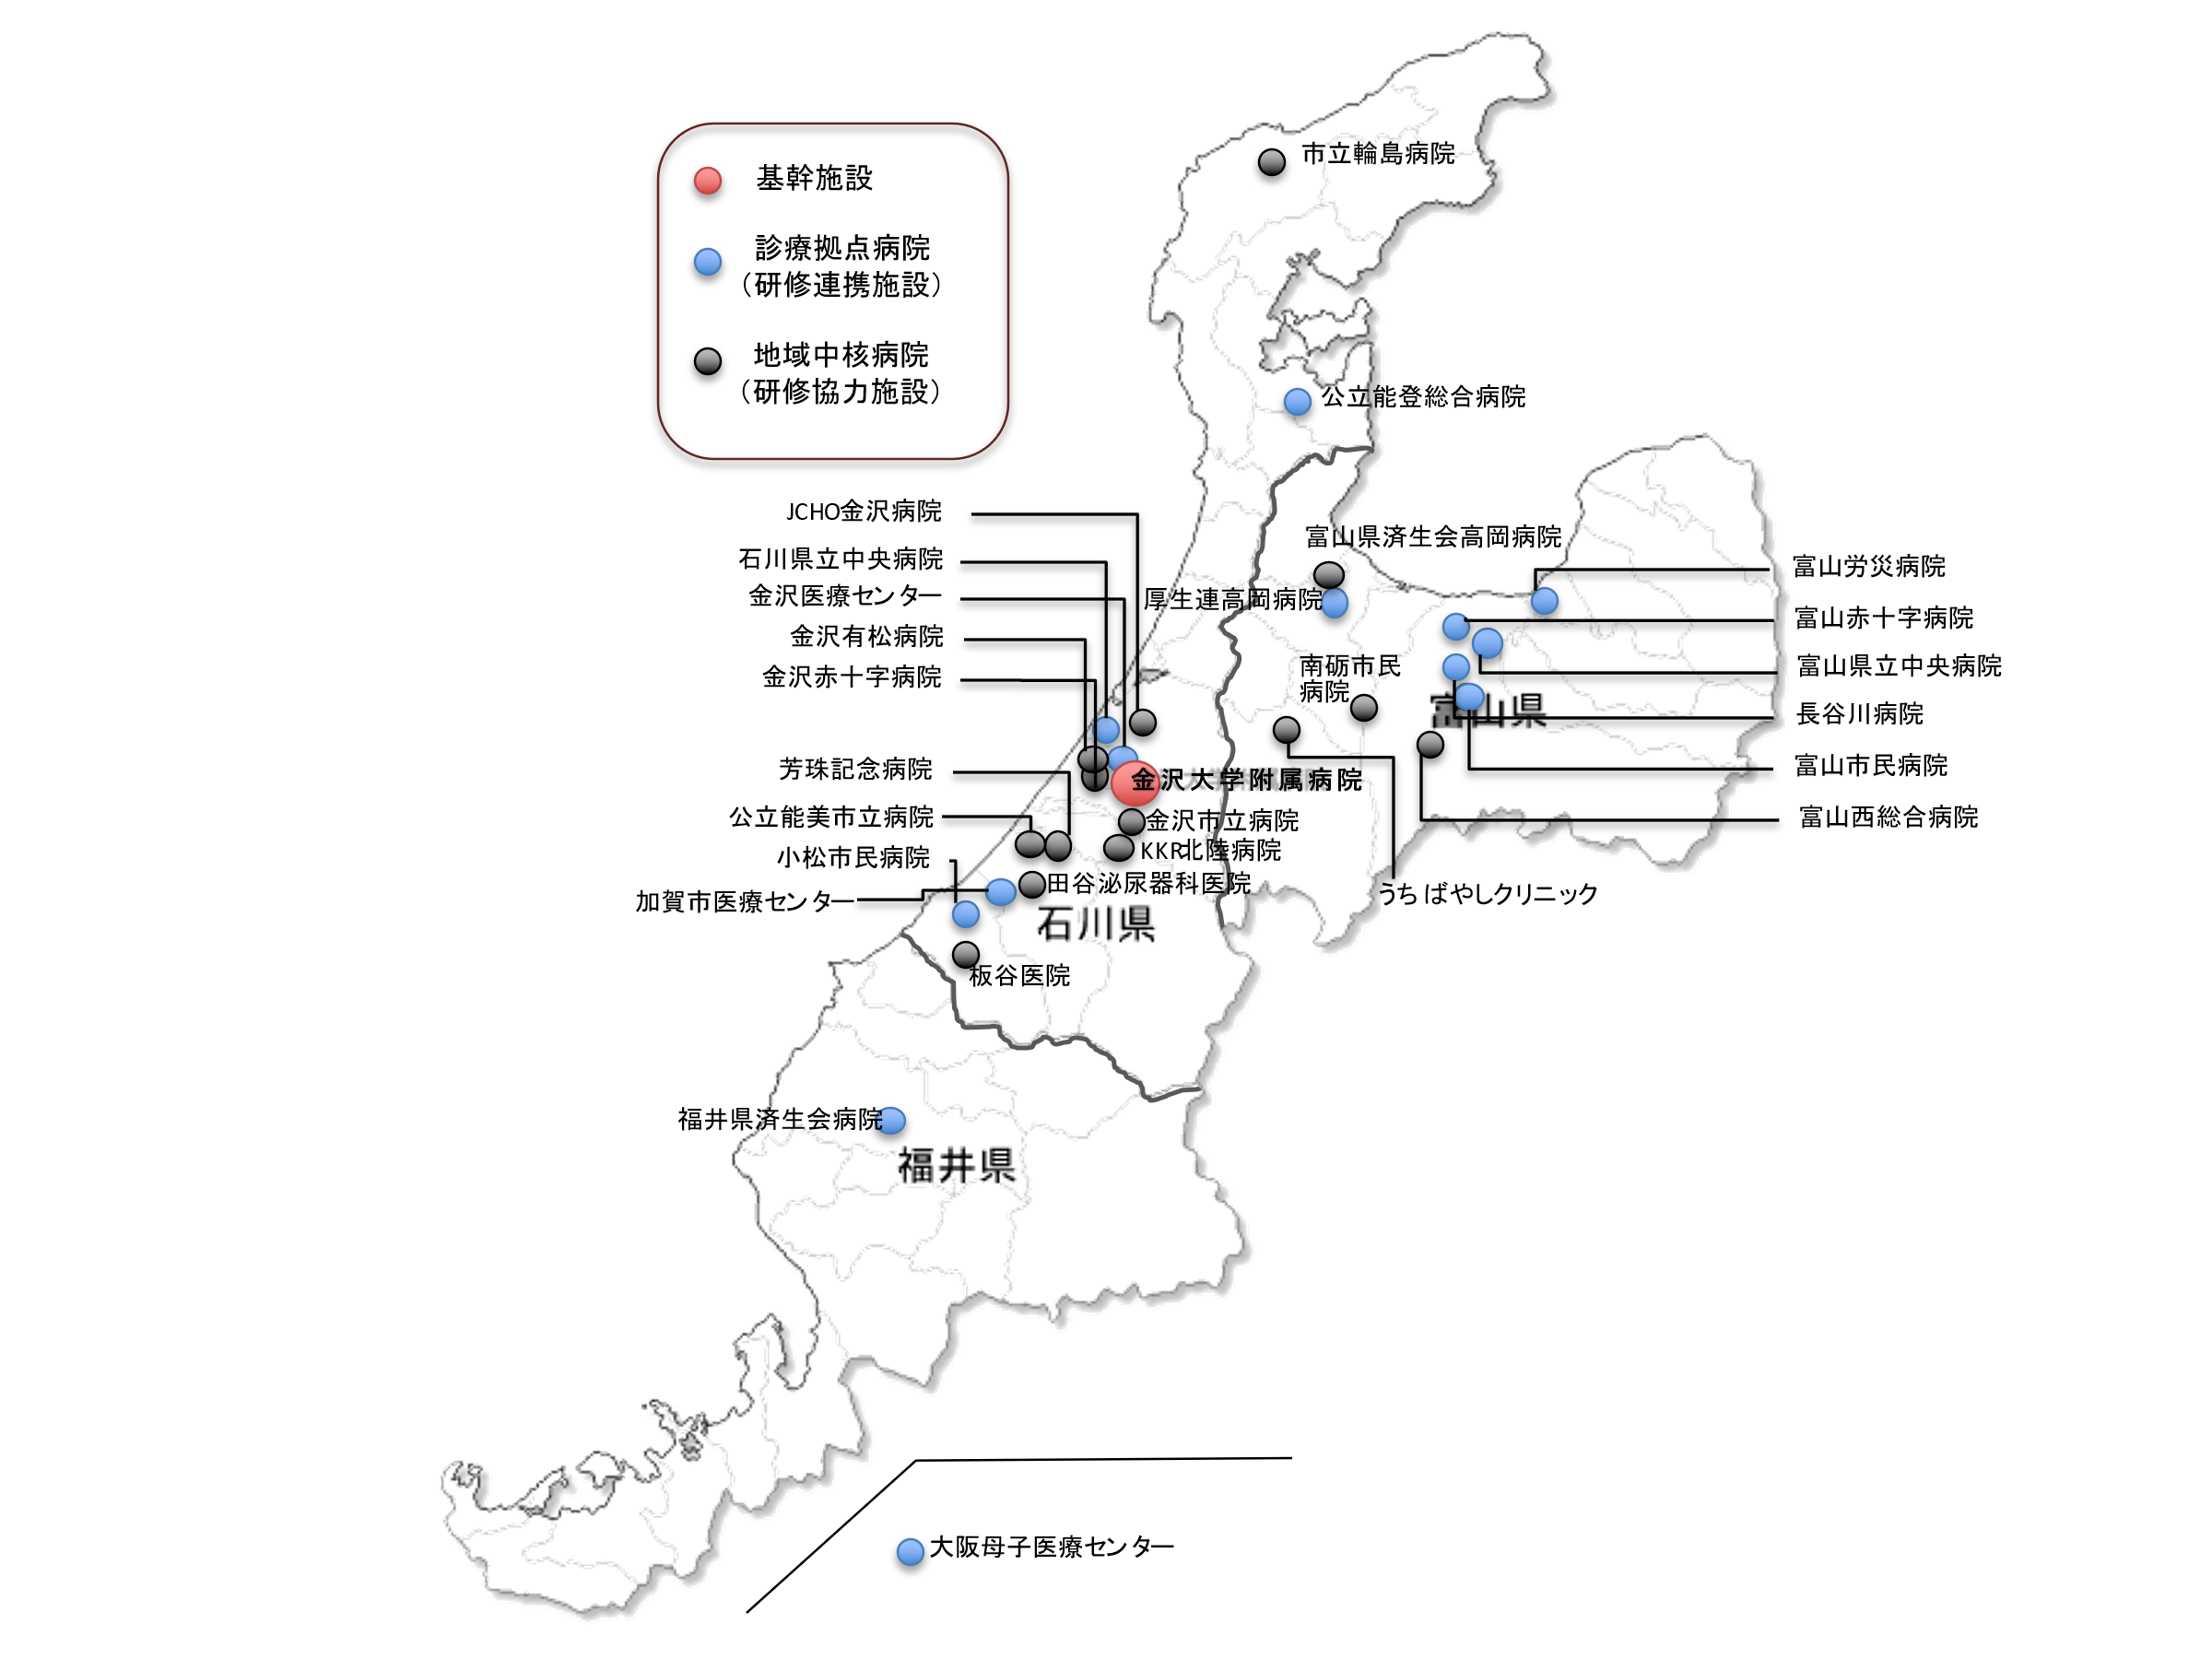 基幹施設
診療拠点病院
（研修連携施設）
地域中核病院
（研修協力施設）
市立輪島病院
公立能登総合病院
JCHO金沢病院
石川県立中央病院
金沢医療センター
金沢有松病院
金沢赤十字病院
芳珠記念病院
公立能美市立病院
小松市民病院
加賀市医療センター
富山県済生会高岡病院
厚生連高岡病院
南砺市民
病院
富山県
富山労災病院
富山赤十字病院
富山県立中央病院
長谷川病院
富山市民病院
富山西総合病院
うちばやしクリニック
金沢大学附属病院
金沢市立病院
KKR北陸病院
田谷泌尿器科医院
石川県
板谷医院
福井県済生会病院
福井県
大阪母子医療センター